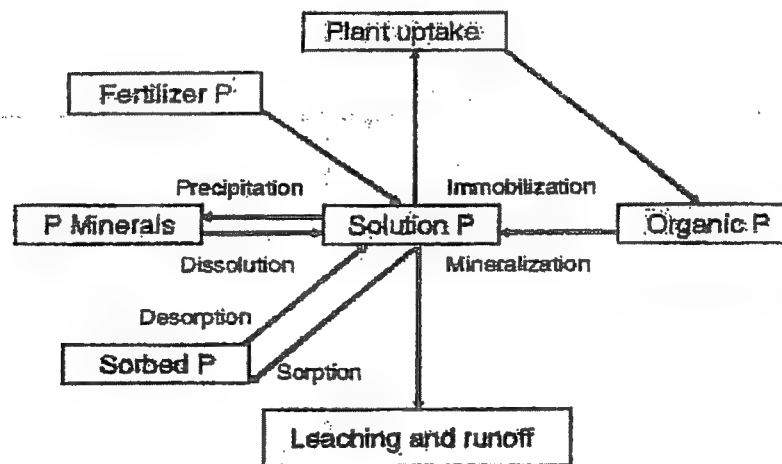 Plant uptake
Fertilizer P
Precipitation
Immobilization
P Minerals
Solution P
Organic P
Dissolution
Mineralization
Desorption
Sorbed P
Sorption
Leaching and runoff